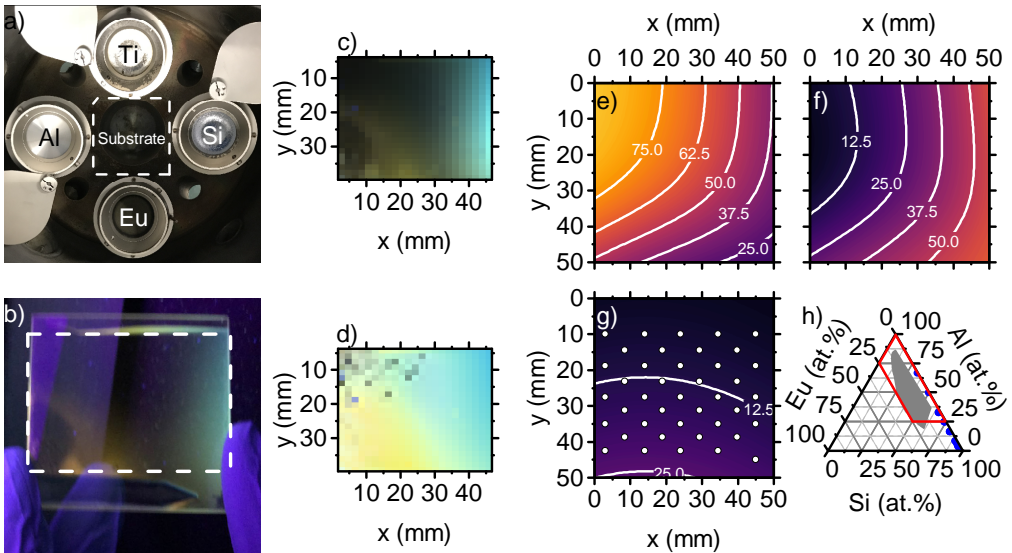 a)
Ti
Al
Substrate
Si
Eu
b)
c)
y (mm)
10
20
30
10 20 30 40
x (mm)
d)
y (mm)
10
20
30
10 20 30 40
x (mm)
x (mm)
0 10 20 30 40 50
e)
y (mm)
0
10
20
30
40
50
75.0
62.5
50.0
37.5
25.0
x (mm)
0 10 20 30 40 50
f)
12.5
25.0
37.5
50.0
g)
y (mm)
0
10
20
30
40
50
12.5
25.0
0 10 20 30 40 50
x (mm)
h)
Eu (at.%)
0
25
50
75
100
Al (at.%)
100
75
50
25
0
0 25 50 75 100
Si (at.%)